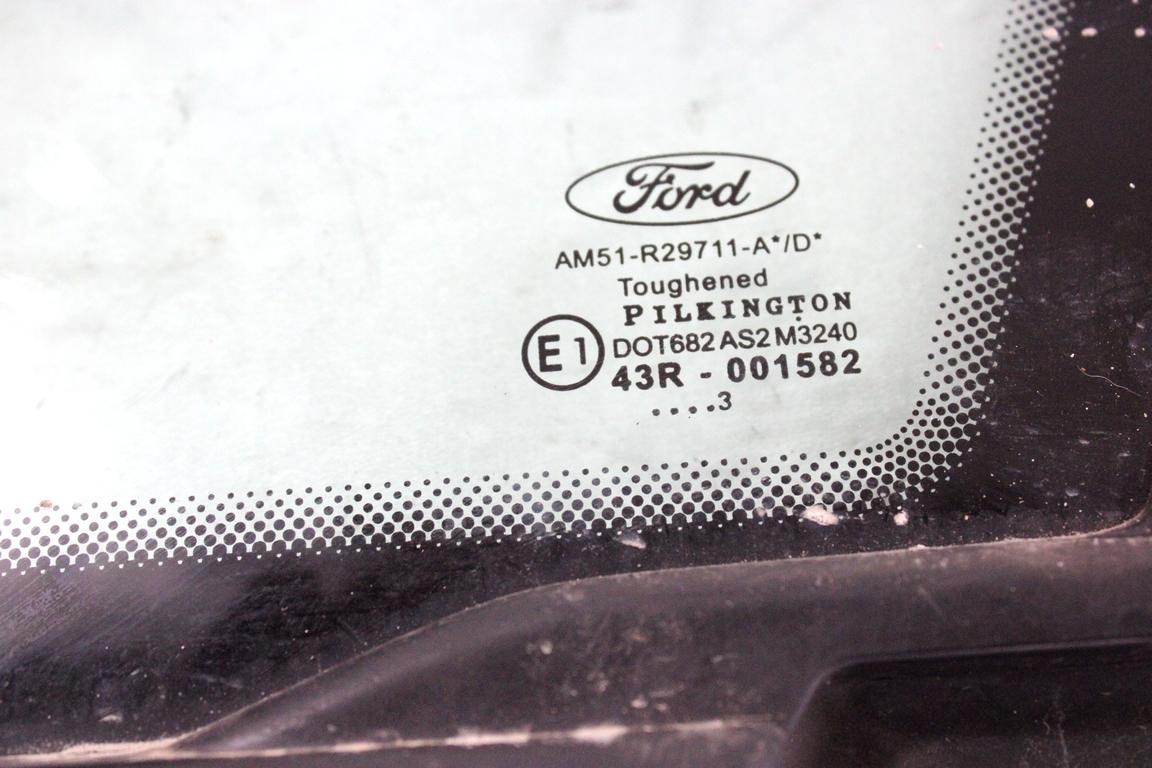 Ford
AM51-R29711-A*/D*
Toughened
PILKINGTON
E1
DOT682 AS2 M3240
43R - 001582
....3